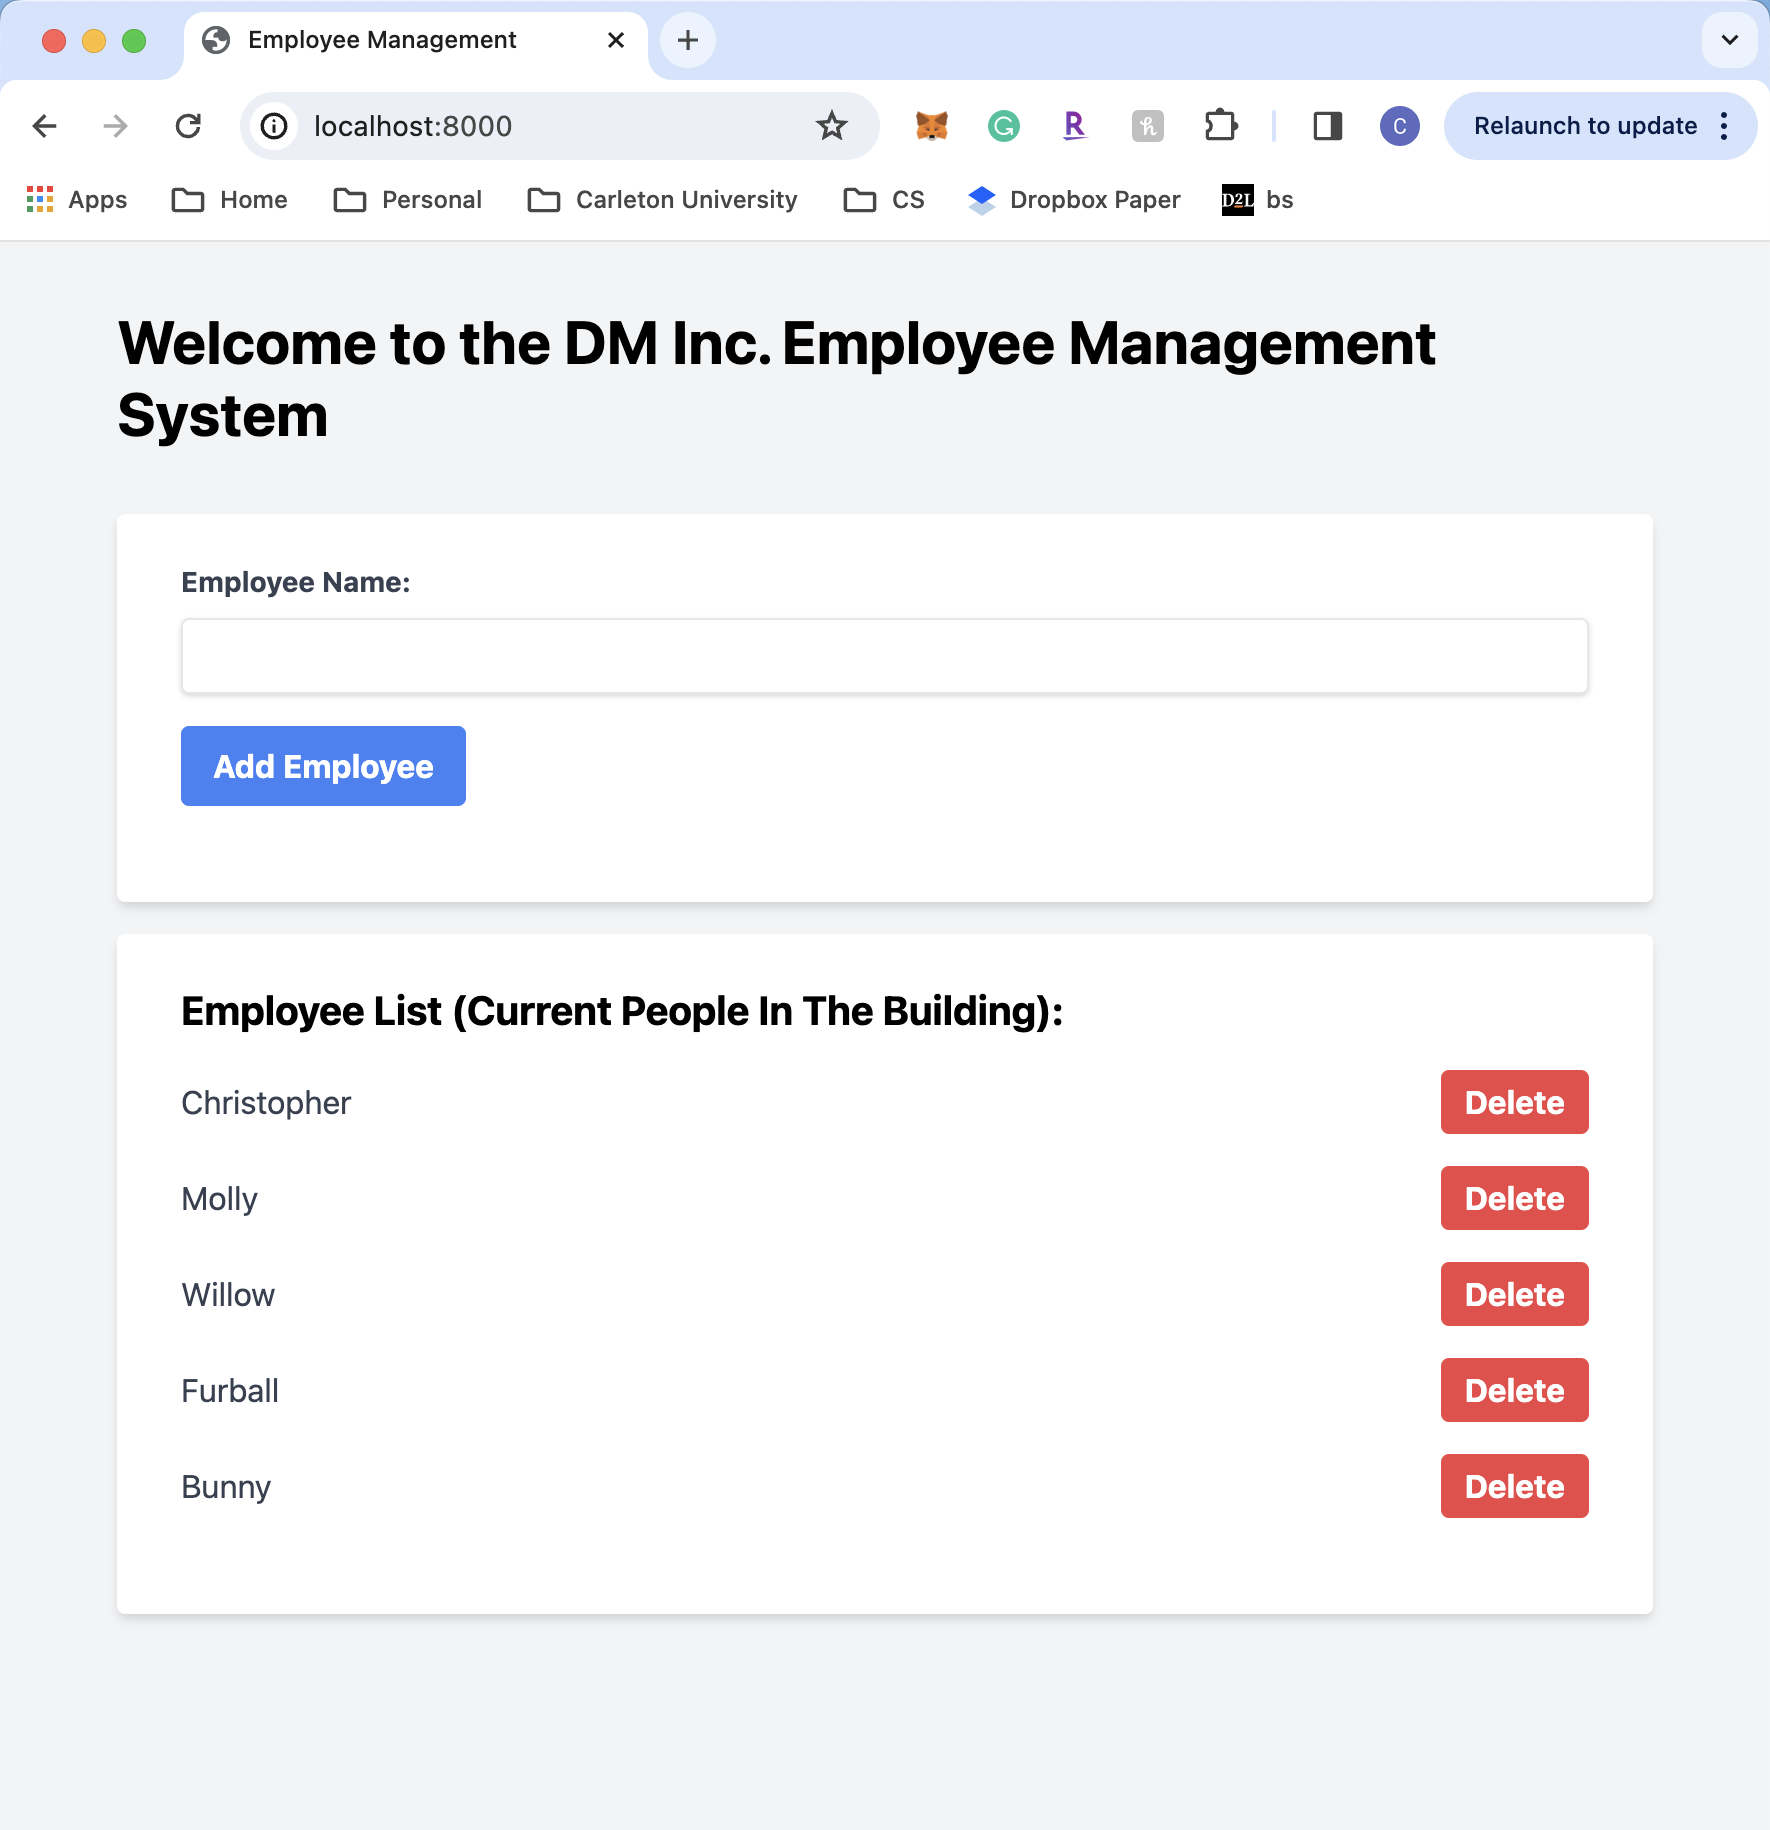 Employee Management
localhost:8000
R
h
C
Relaunch to update
Apps
Home
Personal
Carleton University
CS
Dropbox Paper
D2L
bs
Welcome to the DM Inc. Employee Management
System
Employee Name:
Add Employee
Employee List (Current People In The Building):
Christopher
Delete
Molly
Delete
Willow
Delete
Furball
Delete
Bunny
Delete